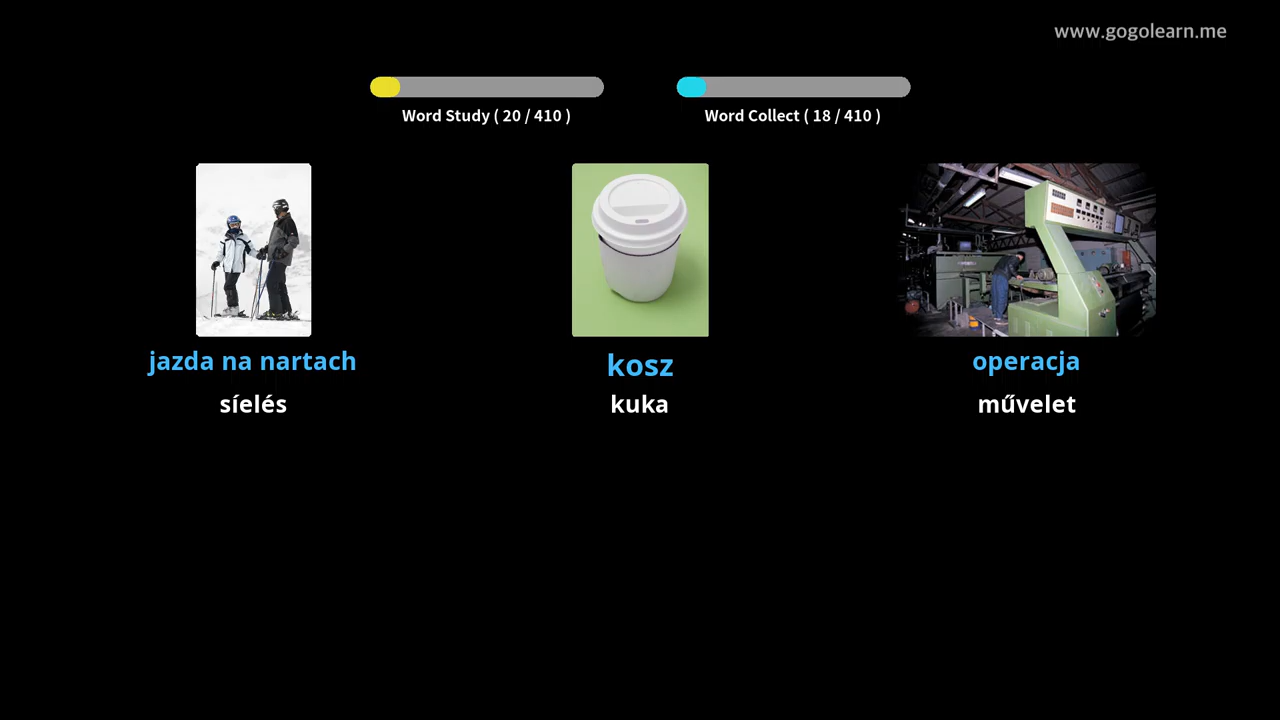 www.gogolearn.me
Word Study ( 20 / 410 )
Word Collect ( 18 / 410 )
jazda na nartach
kosz
operacja
síelés
kuka
művelet